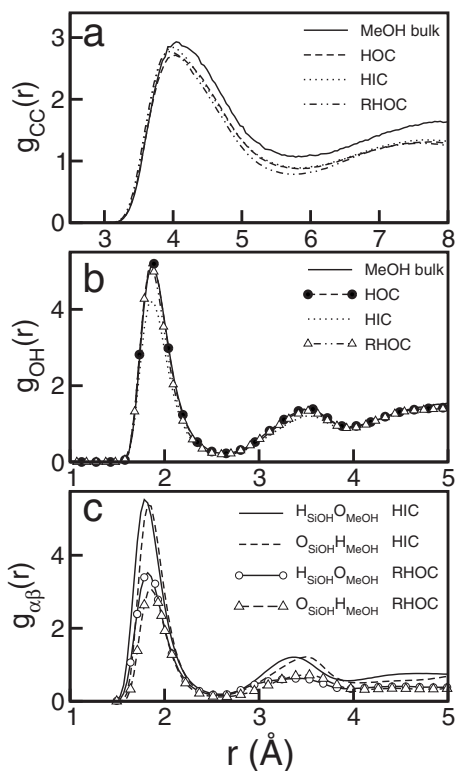 a
3
2
1
0
g_CC(r)
MeOH bulk
HOC
HIC
RHOC
3 4 5 6 7 8
b
4
2
0
g_OH(r)
MeOH bulk
HOC
HIC
RHOC
1 2 3 4 5
c
4
2
0
g_αβ(r)
H_SiOH O_MeOH HIC
O_SiOH H_MeOH HIC
H_SiOH O_MeOH RHOC
O_SiOH H_MeOH RHOC
1 2 3 4 5
r (Å)